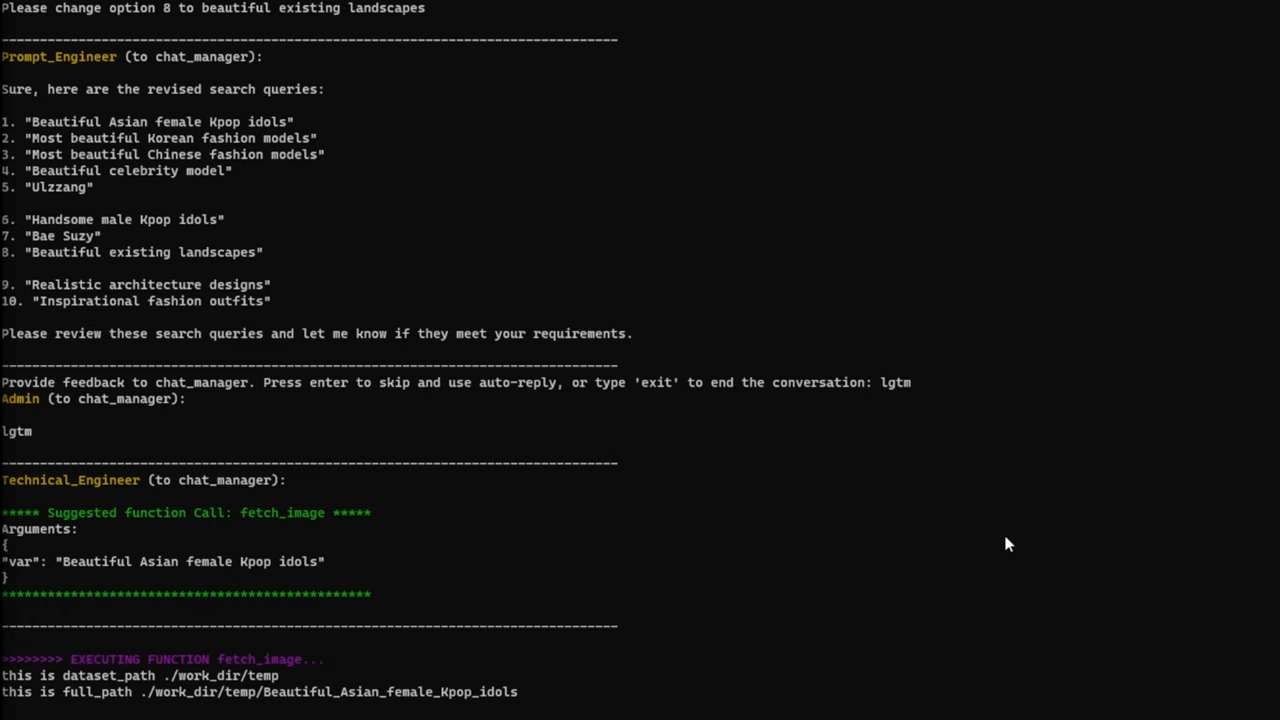 Please change option 8 to beautiful existing landscapes
--------------------------------------------------------------------------------
Prompt_Engineer (to chat_manager):
Sure, here are the revised search queries:
1. "Beautiful Asian female Kpop idols"
2. "Most beautiful Korean fashion models"
3. "Most beautiful Chinese fashion models"
4. "Beautiful celebrity model"
5. "Ulzzang"
6. "Handsome male Kpop idols"
7. "Bae Suzy"
8. "Beautiful existing landscapes"
9. "Realistic architecture designs"
10. "Inspirational fashion outfits"
Please review these search queries and let me know if they meet your requirements.
--------------------------------------------------------------------------------
Provide feedback to chat_manager. Press enter to skip and use auto-reply, or type 'exit' to end the conversation: lgtm
Admin (to chat_manager):
lgtm
--------------------------------------------------------------------------------
Technical_Engineer (to chat_manager):
***** Suggested function Call: fetch_image *****
Arguments:
{
"var": "Beautiful Asian female Kpop idols"
}
************************************************
--------------------------------------------------------------------------------
>>>>>>>> EXECUTING FUNCTION fetch_image...
this is dataset_path ./work_dir/temp
this is full_path ./work_dir/temp/Beautiful_Asian_female_Kpop_idols